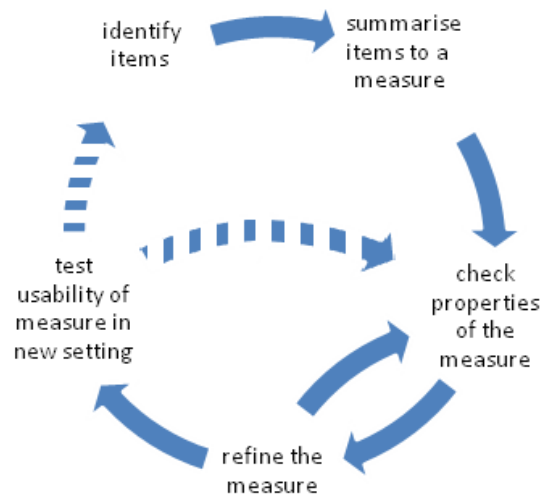 identify
items
summarise
items to a
measure
check
properties
of the
measure
refine the
measure
test
usability of
measure in
new setting